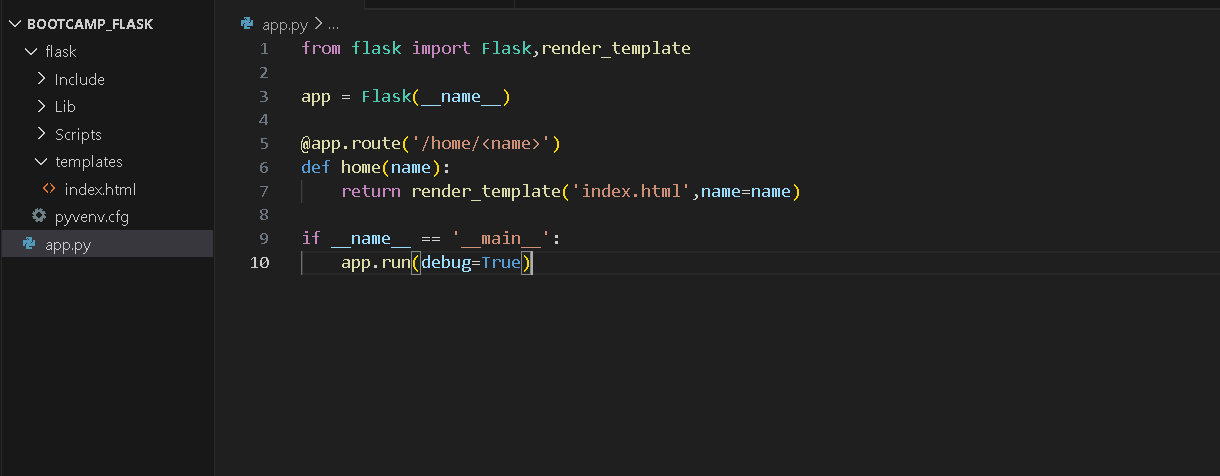 BOOTCAMP_FLASK
flask
Include
Lib
Scripts
templates
index.html
pyvenv.cfg
app.py
app.py > ...
1 from flask import Flask,render_template
2
3 app = Flask(__name__)
4
5 @app.route('/home/<name>')
6 def home(name):
7     return render_template('index.html',name=name)
8
9 if __name__ == '__main__':
10     app.run(debug=True)